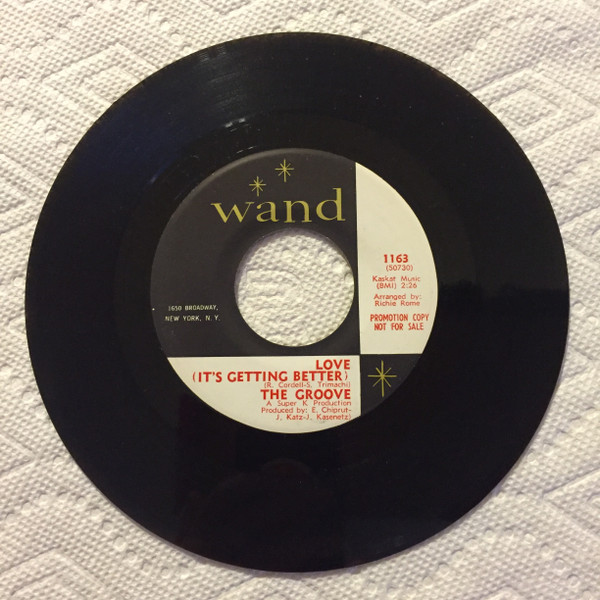 wand
1163
(50730)
Kaskat Music
(BMI) 2:26
Arranged by:
Richie Rome
PROMOTION COPY
NOT FOR SALE
1650 BROADWAY,
NEW YORK, N. Y.
LOVE
(IT'S GETTING BETTER)
(R. Cordell-S. Trimachi)
THE GROOVE
A Super K Production
Produced by: E. Chiprut-
J. Katz-J. Kasenetz)